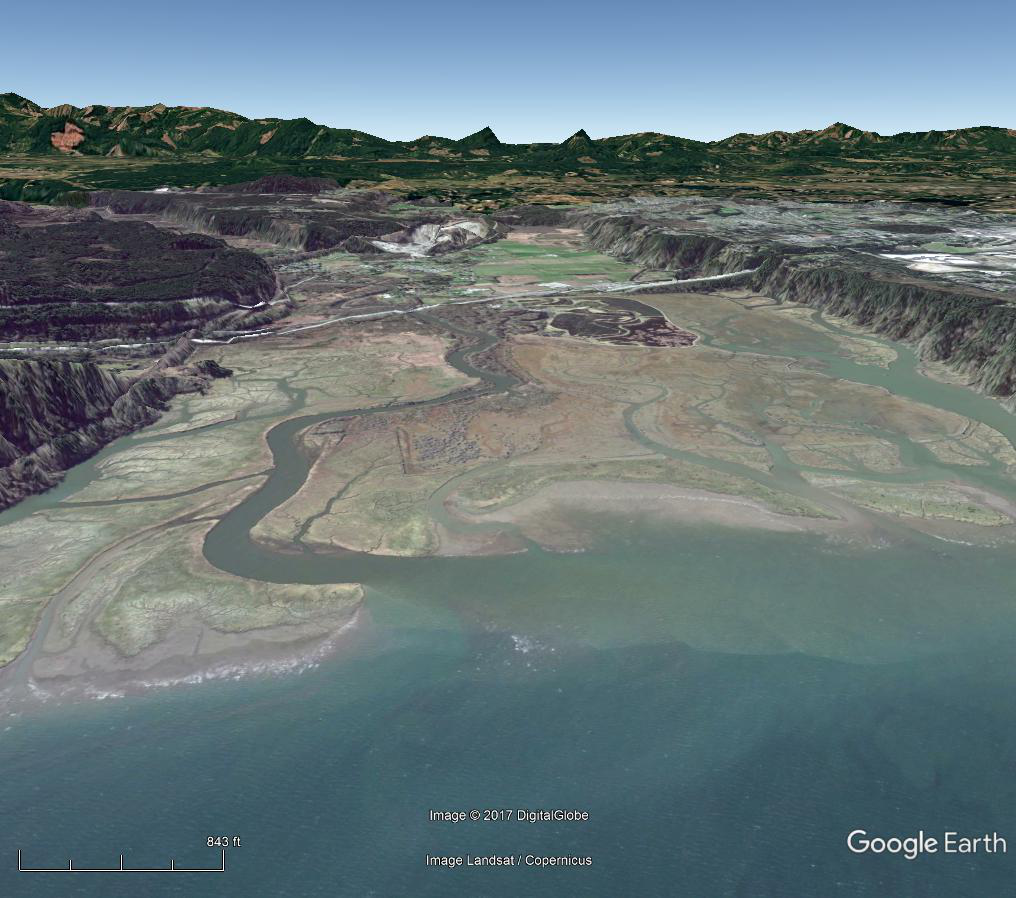 Image © 2017 DigitalGlobe
843 ft
Google Earth
Image Landsat / Copernicus